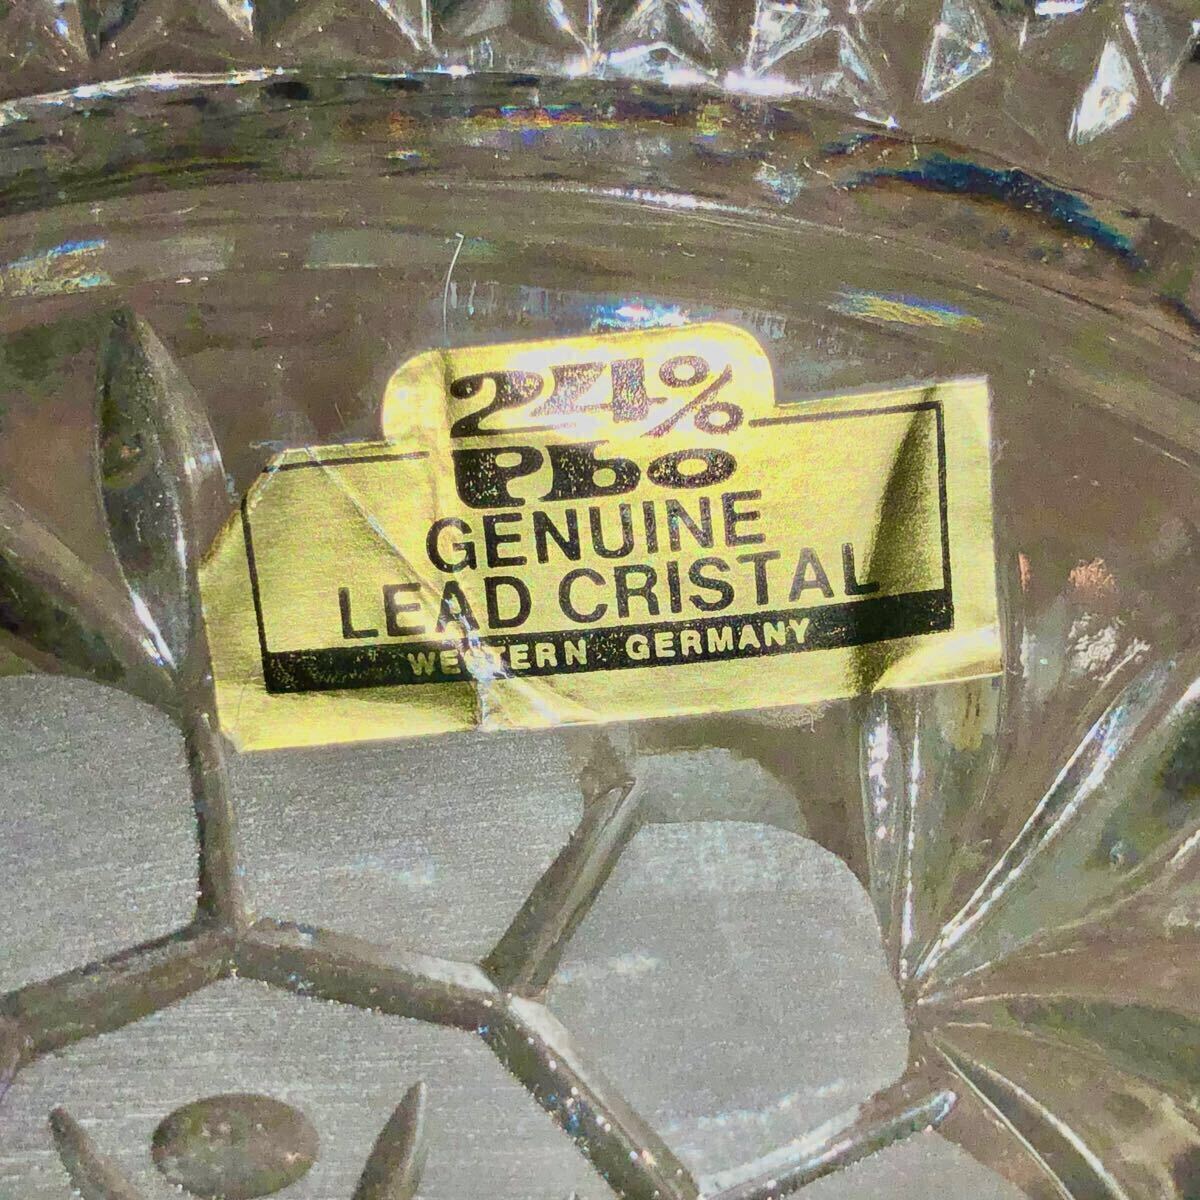 24%
PbO
GENUINE
LEAD CRISTAL
WESTERN GERMANY